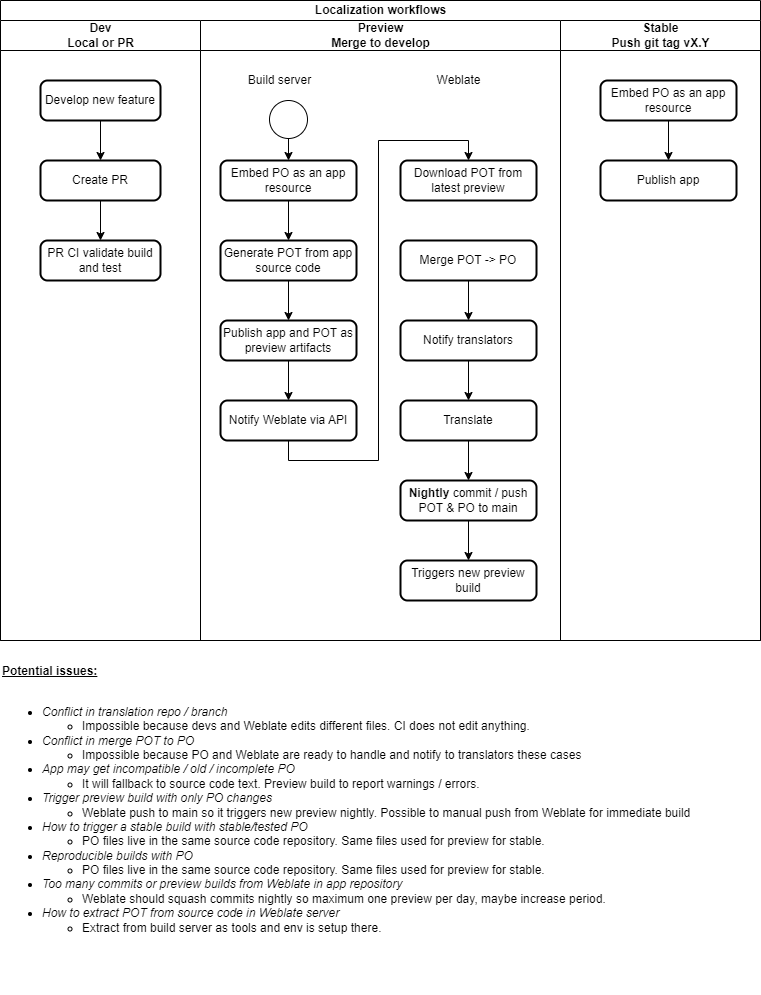 Localization workflows
Dev
Local or PR
Preview
Merge to develop
Stable
Push git tag vX.Y
Develop new feature
Create PR
PR CI validate build
and test
Build server
Embed PO as an app
resource
Generate POT from app
source code
Publish app and POT as
preview artifacts
Notify Weblate via API
Weblate
Download POT from
latest preview
Merge POT -> PO
Notify translators
Translate
Nightly commit / push
POT & PO to main
Triggers new preview
build
Embed PO as an app
resource
Publish app
Potential issues:
Conflict in translation repo / branch
Impossible because devs and Weblate edits different files. CI does not edit anything.
Conflict in merge POT to PO
Impossible because PO and Weblate are ready to handle and notify to translators these cases
App may get incompatible / old / incomplete PO
It will fallback to source code text. Preview build to report warnings / errors.
Trigger preview build with only PO changes
Weblate push to main so it triggers new preview nightly. Possible to manual push from Weblate for immediate build
How to trigger a stable build with stable/tested PO
PO files live in the same source code repository. Same files used for preview for stable.
Reproducible builds with PO
PO files live in the same source code repository. Same files used for preview for stable.
Too many commits or preview builds from Weblate in app repository
Weblate should squash commits nightly so maximum one preview per day, maybe increase period.
How to extract POT from source code in Weblate server
Extract from build server as tools and env is setup there.